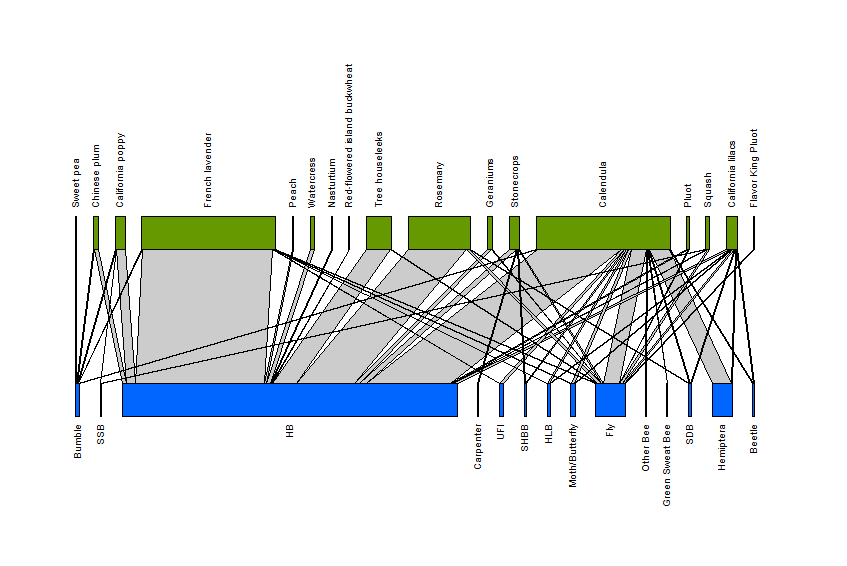 Sweet pea
Chinese plum
California poppy
French lavender
Peach
Watercress
Nasturtium
Red-flowered island buckwheat
Tree houseleeks
Rosemary
Geraniums
Stonecrops
Calendula
Pluot
Squash
California lilacs
Flavor King Pluot
Bumble
SSB
HB
Carpenter
UFI
SHBB
HLB
Moth/Butterfly
Fly
Other Bee
Green Sweat Bee
SDB
Hemiptera
Beetle